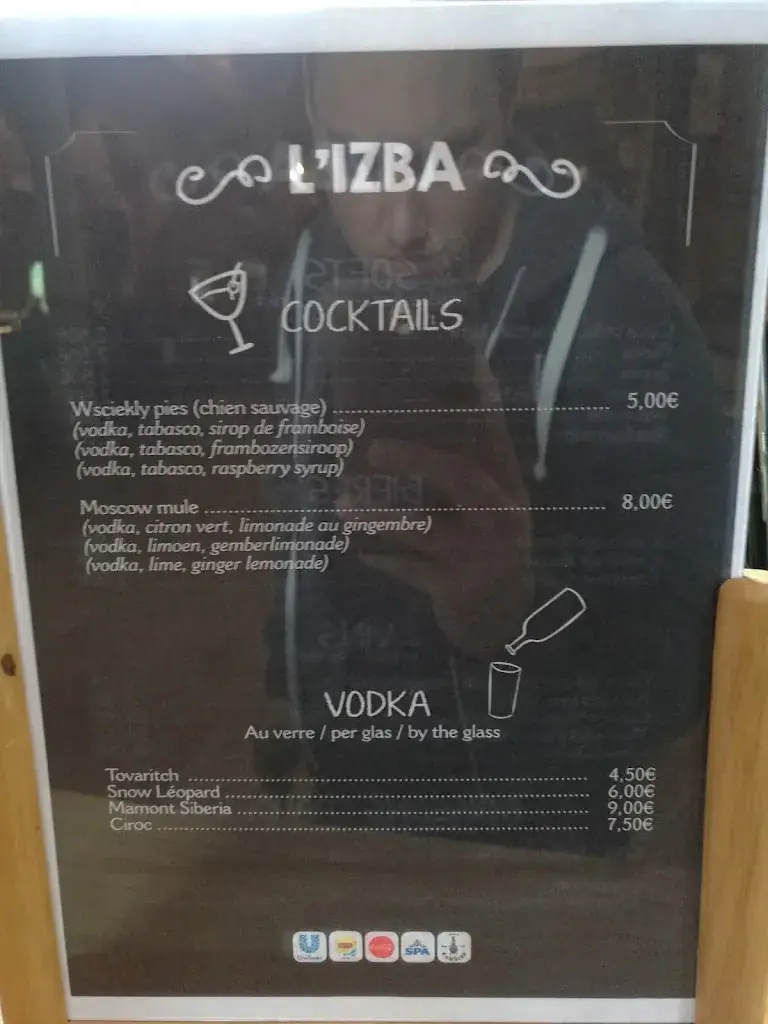 L'IZBA
COCKTAILS
Wsciekly pies (chien sauvage) 5,00€
(vodka, tabasco, sirop de framboise)
(vodka, tabasco, frambozensiroop)
(vodka, tabasco, raspberry syrup)
Moscow mule 8,00€
(vodka, citron vert, limonade au gingembre)
(vodka, limoen, gemberlimonade)
(vodka, lime, ginger lemonade)
VODKA
Au verre / per glas / by the glass
Tovaritch 4,50€
Snow Léopard 6,00€
Mamont Siberia 9,00€
Ciroc 7,50€
SPA